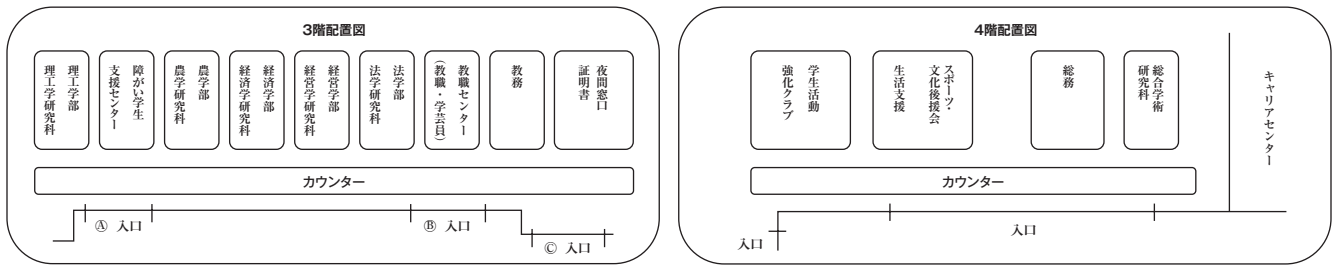 3階配置図
理工学部
理工学研究科
障がい学生
支援センター
農学部
農学研究科
経済学部
経済学研究科
経営学部
経営学研究科
法学部
法学研究科
教職センター
(教職・学芸員)
教務
夜間窓口
証明書
カウンター
Ⓐ 入口
Ⓑ 入口
Ⓒ 入口
4階配置図
学生活動
強化クラブ
スポーツ・
文化後援会
生活支援
総務
総合学術
研究科
キャリアセンター
カウンター
入口
入口